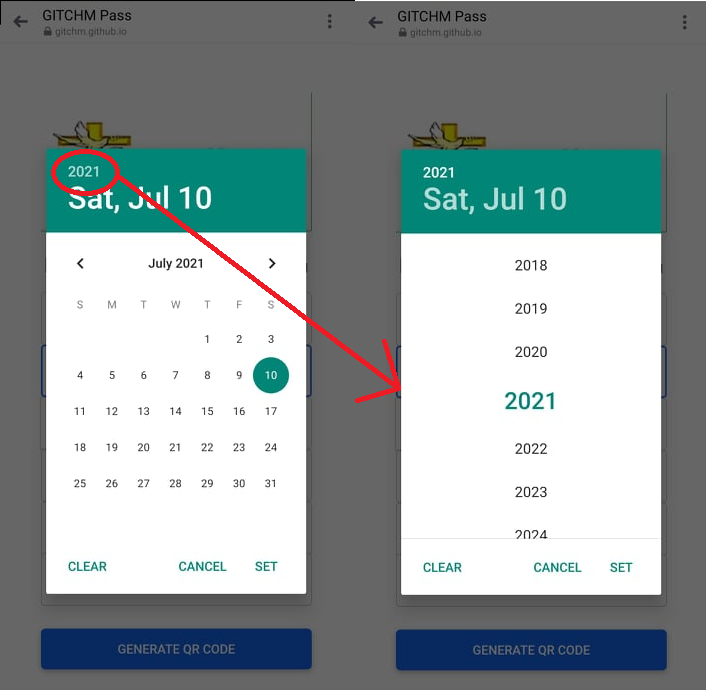 GITCHM Pass
gitchm.github.io
2021
Sat, Jul 10
July 2021
S M T W T F S
1 2 3
4 5 6 7 8 9 10
11 12 13 14 15 16 17
18 19 20 21 22 23 24
25 26 27 28 29 30 31
CLEAR CANCEL SET
GENERATE QR CODE
GITCHM Pass
gitchm.github.io
2021
Sat, Jul 10
2018
2019
2020
2021
2022
2023
2024
CLEAR CANCEL SET
GENERATE QR CODE